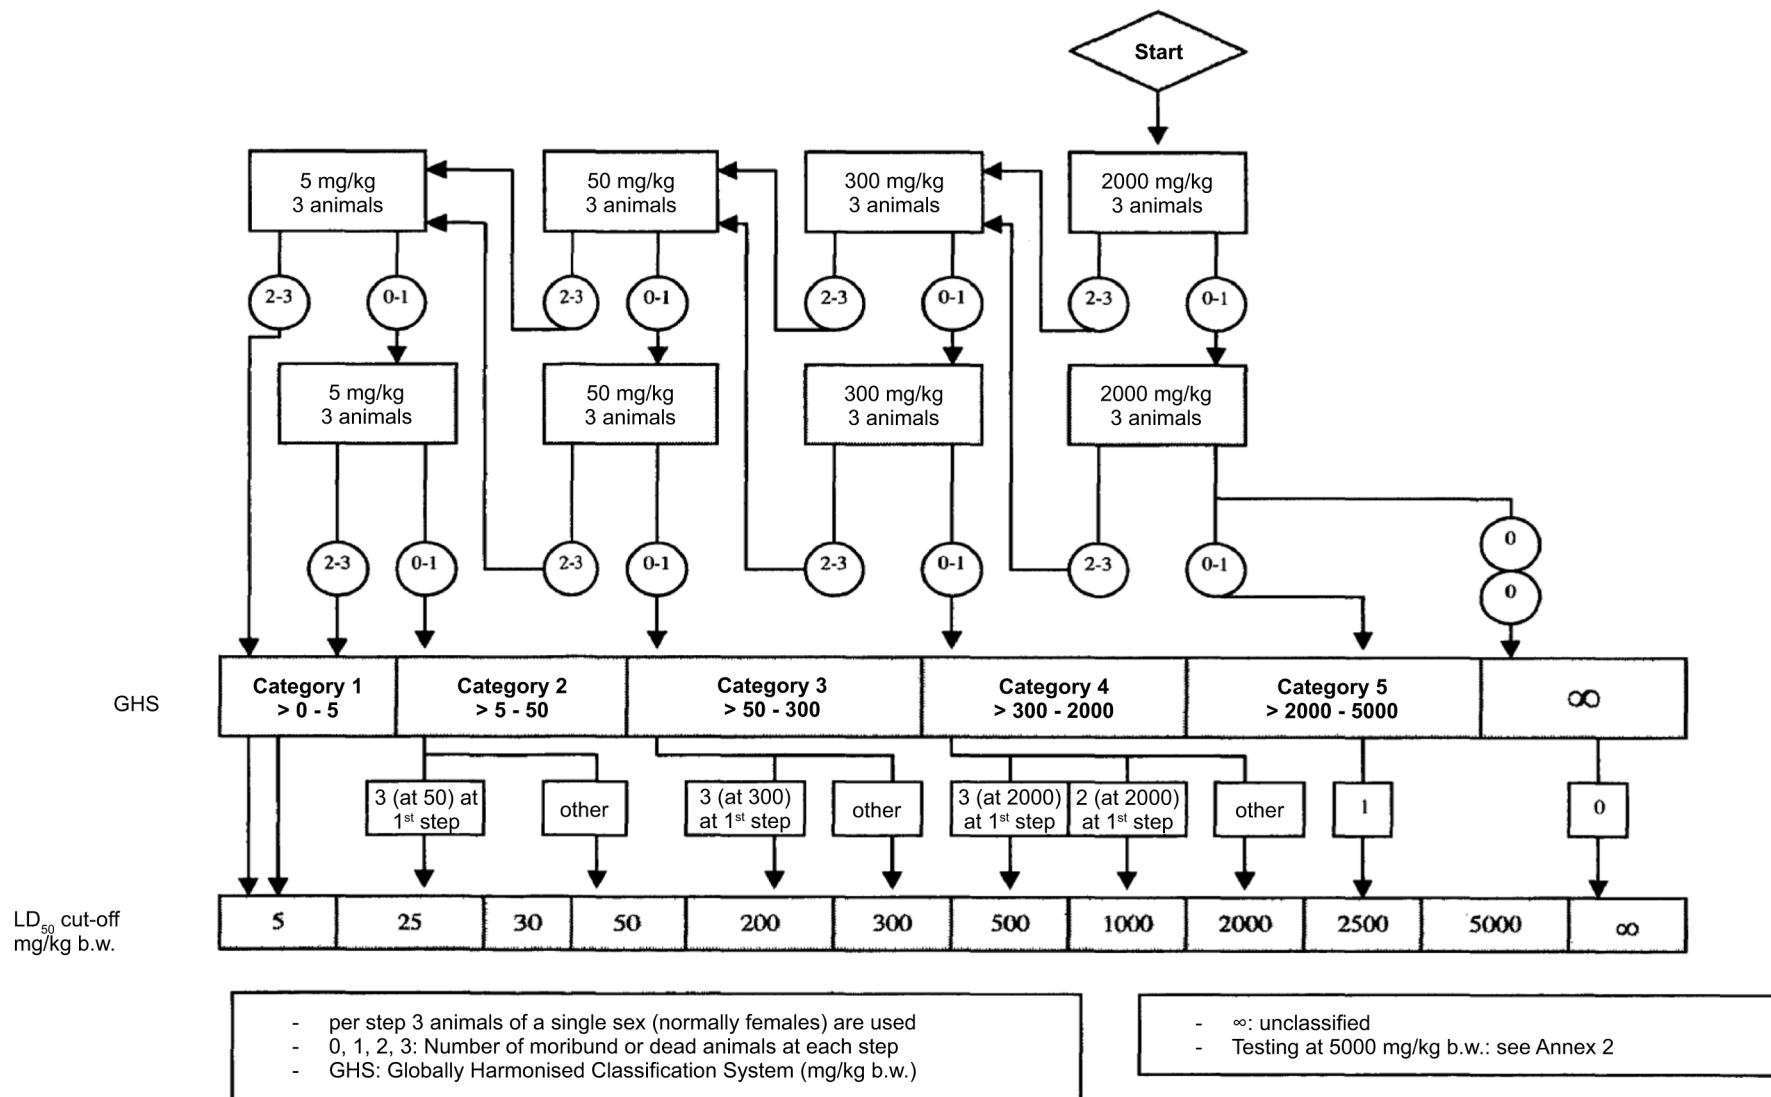 Start
5 mg/kg
3 animals
50 mg/kg
3 animals
300 mg/kg
3 animals
2000 mg/kg
3 animals
2-3
0-1
2-3
0-1
2-3
0-1
2-3
0-1
5 mg/kg
3 animals
50 mg/kg
3 animals
300 mg/kg
3 animals
2000 mg/kg
3 animals
2-3
0-1
2-3
0-1
2-3
0-1
2-3
0-1
0
0
GHS
Category 1
> 0 - 5
Category 2
> 5 - 50
Category 3
> 50 - 300
Category 4
> 300 - 2000
Category 5
> 2000 - 5000
∞
3 (at 50) at
1st step
other
3 (at 300)
at 1st step
other
3 (at 2000)
at 1st step
2 (at 2000)
at 1st step
other
1
0
LD50 cut-off
mg/kg b.w.
5
25
30
50
200
300
500
1000
2000
2500
5000
∞
- per step 3 animals of a single sex (normally females) are used
- 0, 1, 2, 3: Number of moribund or dead animals at each step
- GHS: Globally Harmonised Classification System (mg/kg b.w.)
- ∞: unclassified
- Testing at 5000 mg/kg b.w.: see Annex 2